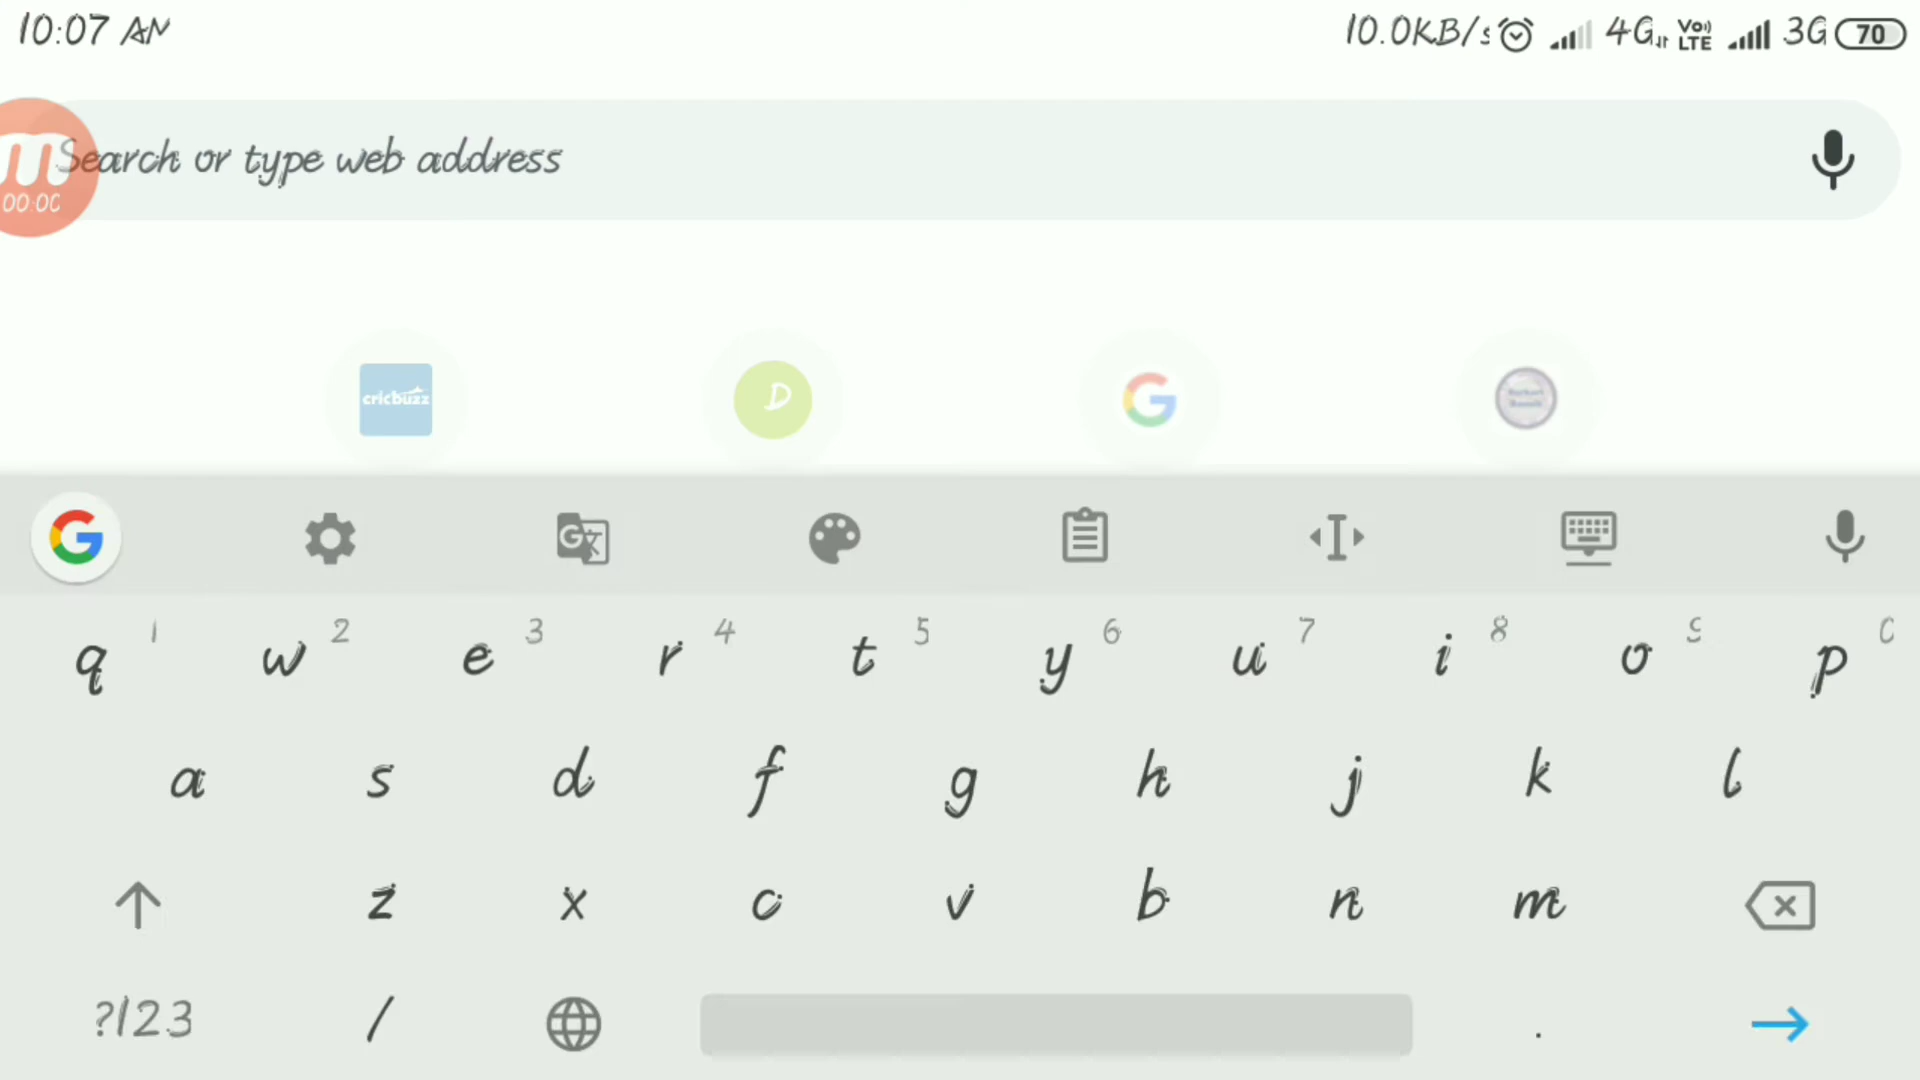 10:07 AM 10.0KB/s 4G VoLTE 3G 70
Search or type web address
00:00
cricbuzz D G
G G
q 1 w 2 e 3 r 4 t 5 y 6 u 7 i 8 o 9 p 0
a s d f g h j k l
z x c v b n m
?123 / .